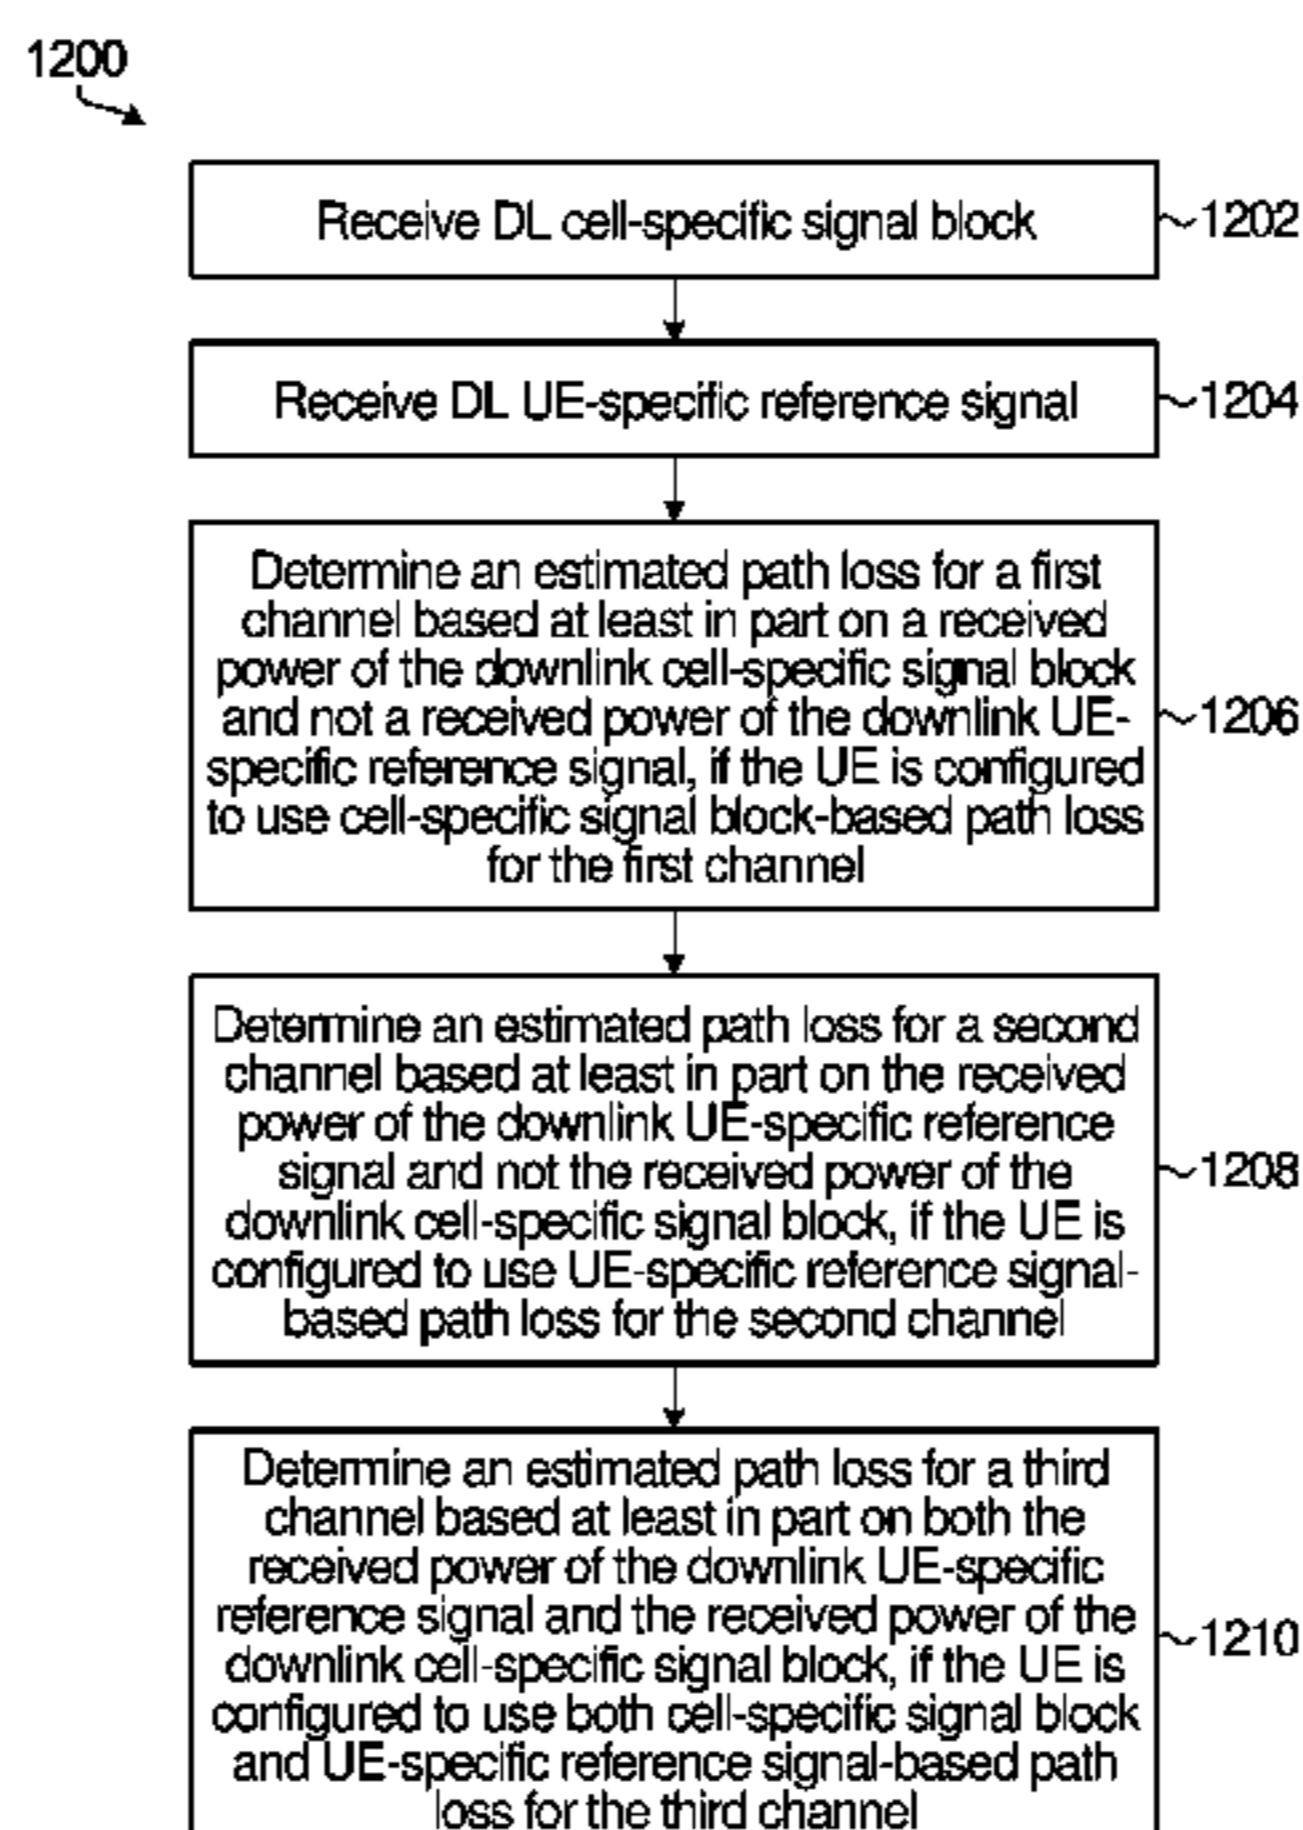 1200
Receive DL cell-specific signal block
1202
Receive DL UE-specific reference signal
1204
Determine an estimated path loss for a first
channel based at least in part on a received
power of the downlink cell-specific signal block
and not a received power of the downlink UE-
specific reference signal, if the UE is configured
to use cell-specific signal block-based path loss
for the first channel
1206
Determine an estimated path loss for a second
channel based at least in part on the received
power of the downlink UE-specific reference
signal and not the received power of the
downlink cell-specific signal block, if the UE is
configured to use UE-specific reference signal-
based path loss for the second channel
1208
Determine an estimated path loss for a third
channel based at least in part on both the
received power of the downlink UE-specific
reference signal and the received power of the
downlink cell-specific signal block, if the UE is
configured to use both cell-specific signal block
and UE-specific reference signal-based path
loss for the third channel
1210